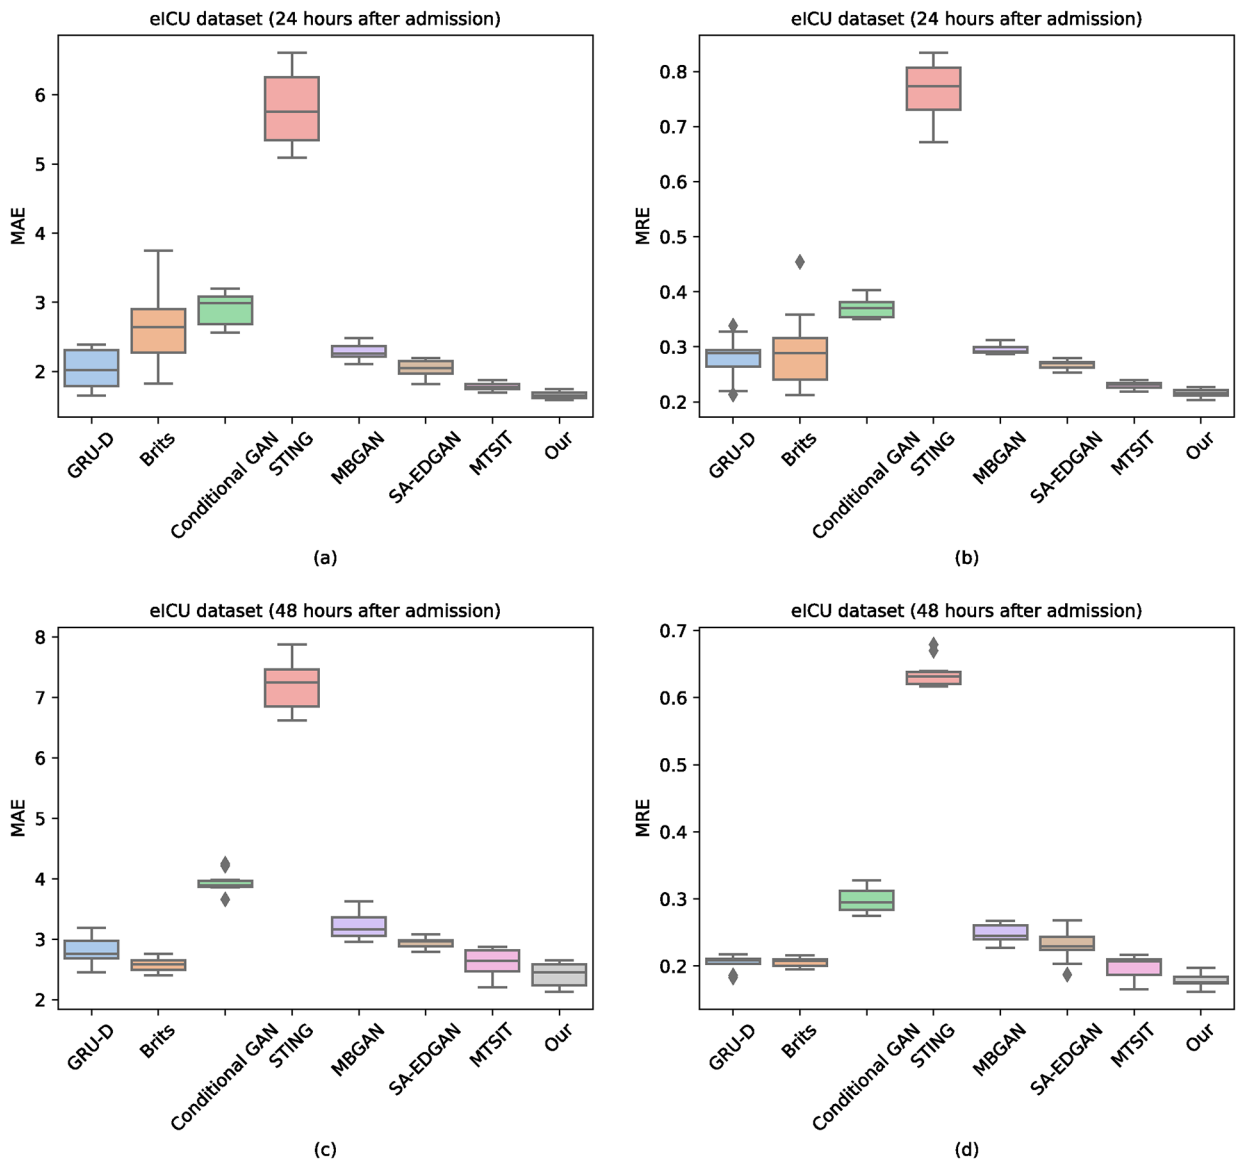 eICU dataset (24 hours after admission)
MAE
6
5
4
3
2
GRU-D
Brits
Conditional GAN
STING
MBGAN
SA-EDGAN
MTSIT
Our
(a)
eICU dataset (24 hours after admission)
MRE
0.8
0.7
0.6
0.5
0.4
0.3
0.2
GRU-D
Brits
Conditional GAN
STING
MBGAN
SA-EDGAN
MTSIT
Our
(b)
eICU dataset (48 hours after admission)
MAE
8
7
6
5
4
3
2
GRU-D
Brits
Conditional GAN
STING
MBGAN
SA-EDGAN
MTSIT
Our
(c)
eICU dataset (48 hours after admission)
MRE
0.7
0.6
0.5
0.4
0.3
0.2
GRU-D
Brits
Conditional GAN
STING
MBGAN
SA-EDGAN
MTSIT
Our
(d)